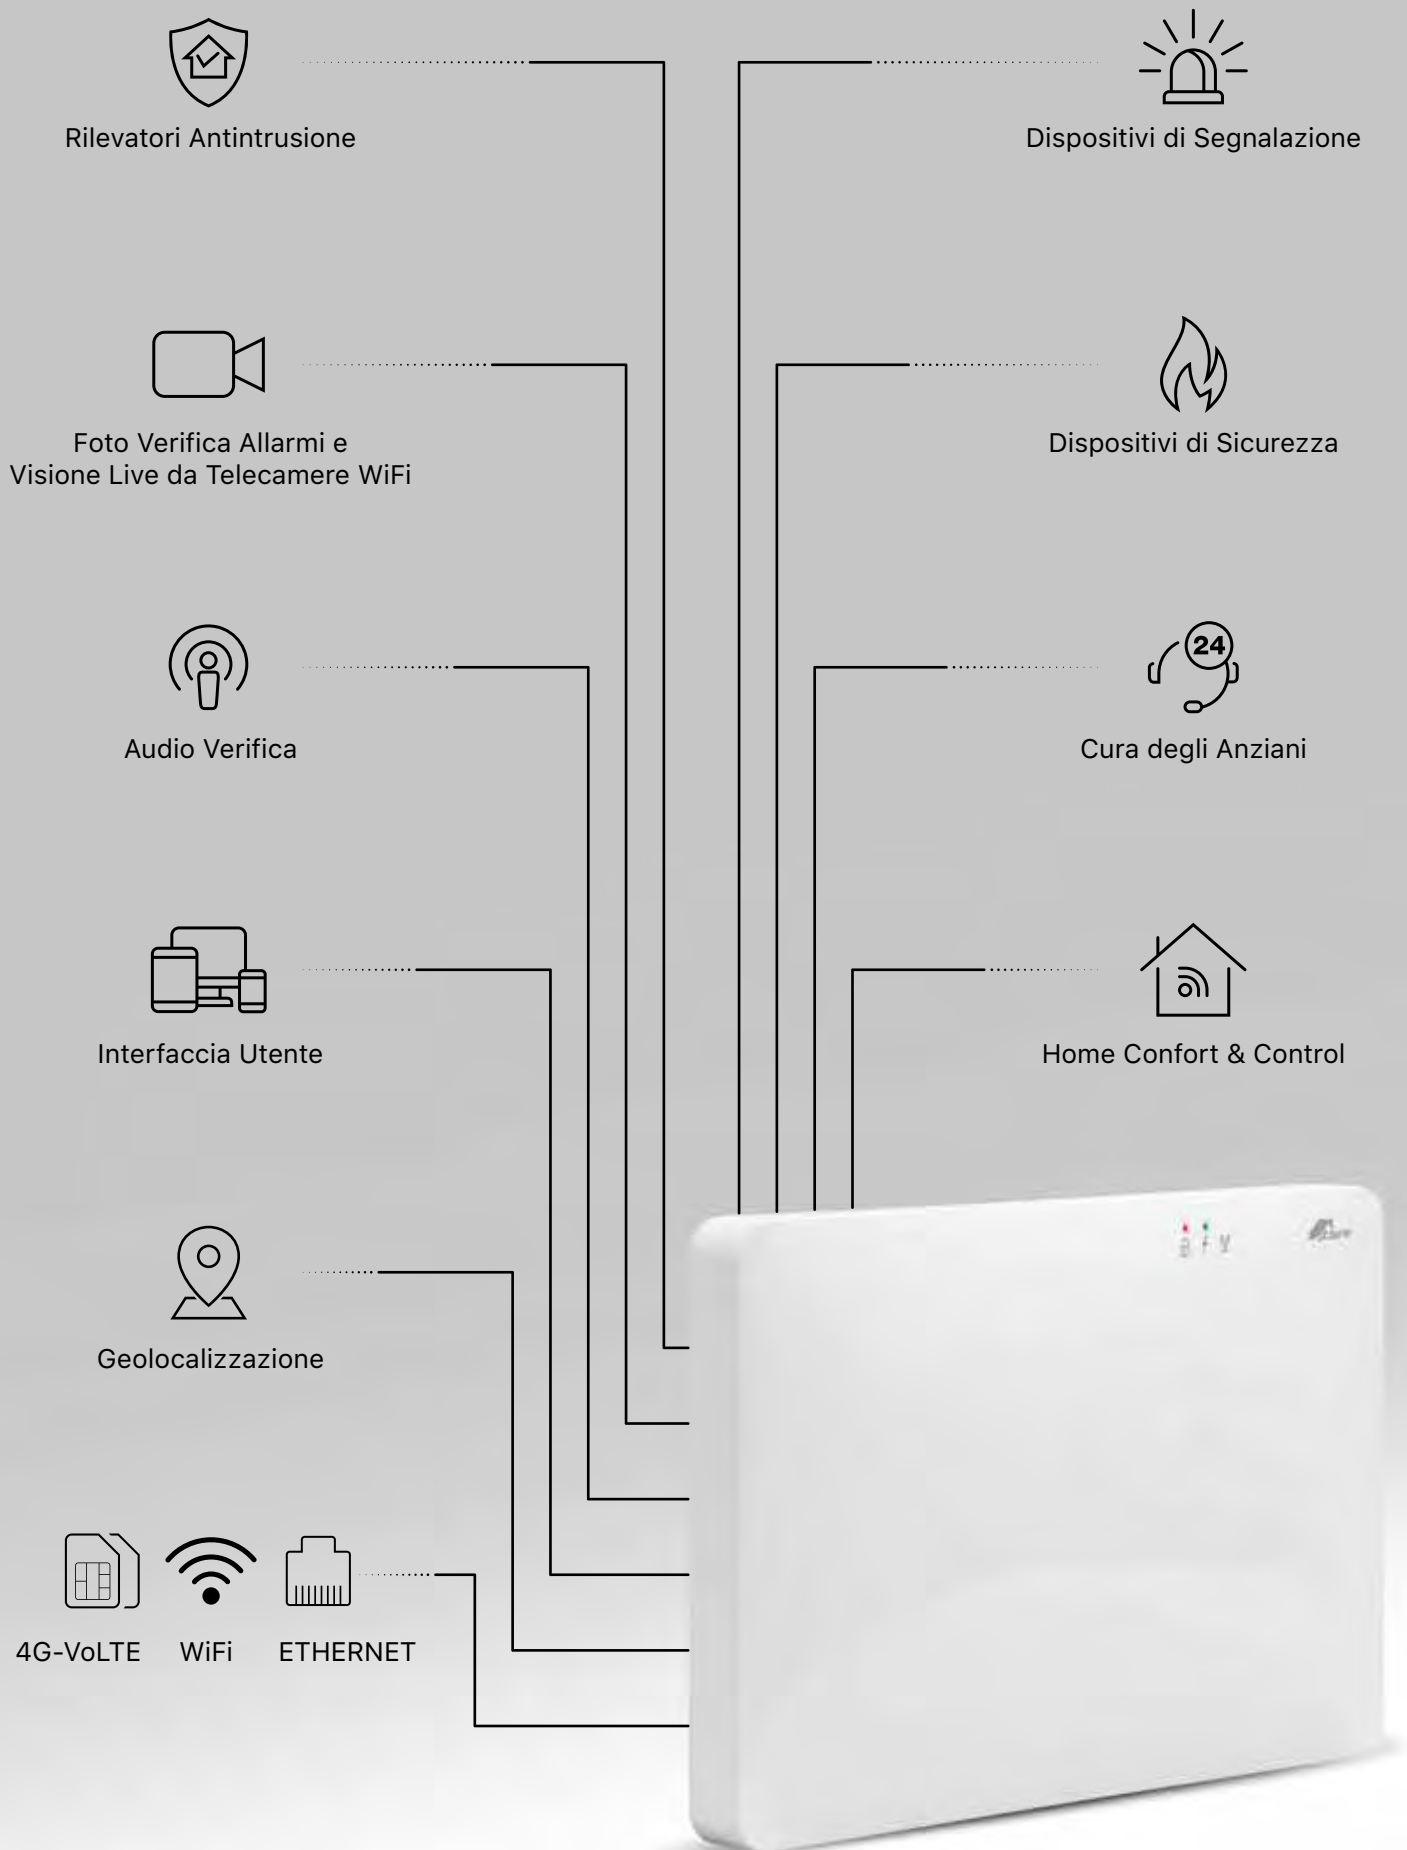 Rilevatori Antintrusione
Dispositivi di Segnalazione
Foto Verifica Allarmi e
Visione Live da Telecamere WiFi
Dispositivi di Sicurezza
Audio Verifica
24
Cura degli Anziani
Interfaccia Utente
Home Confort & Control
Geolocalizzazione
4G-VoLTE
WiFi
ETHERNET